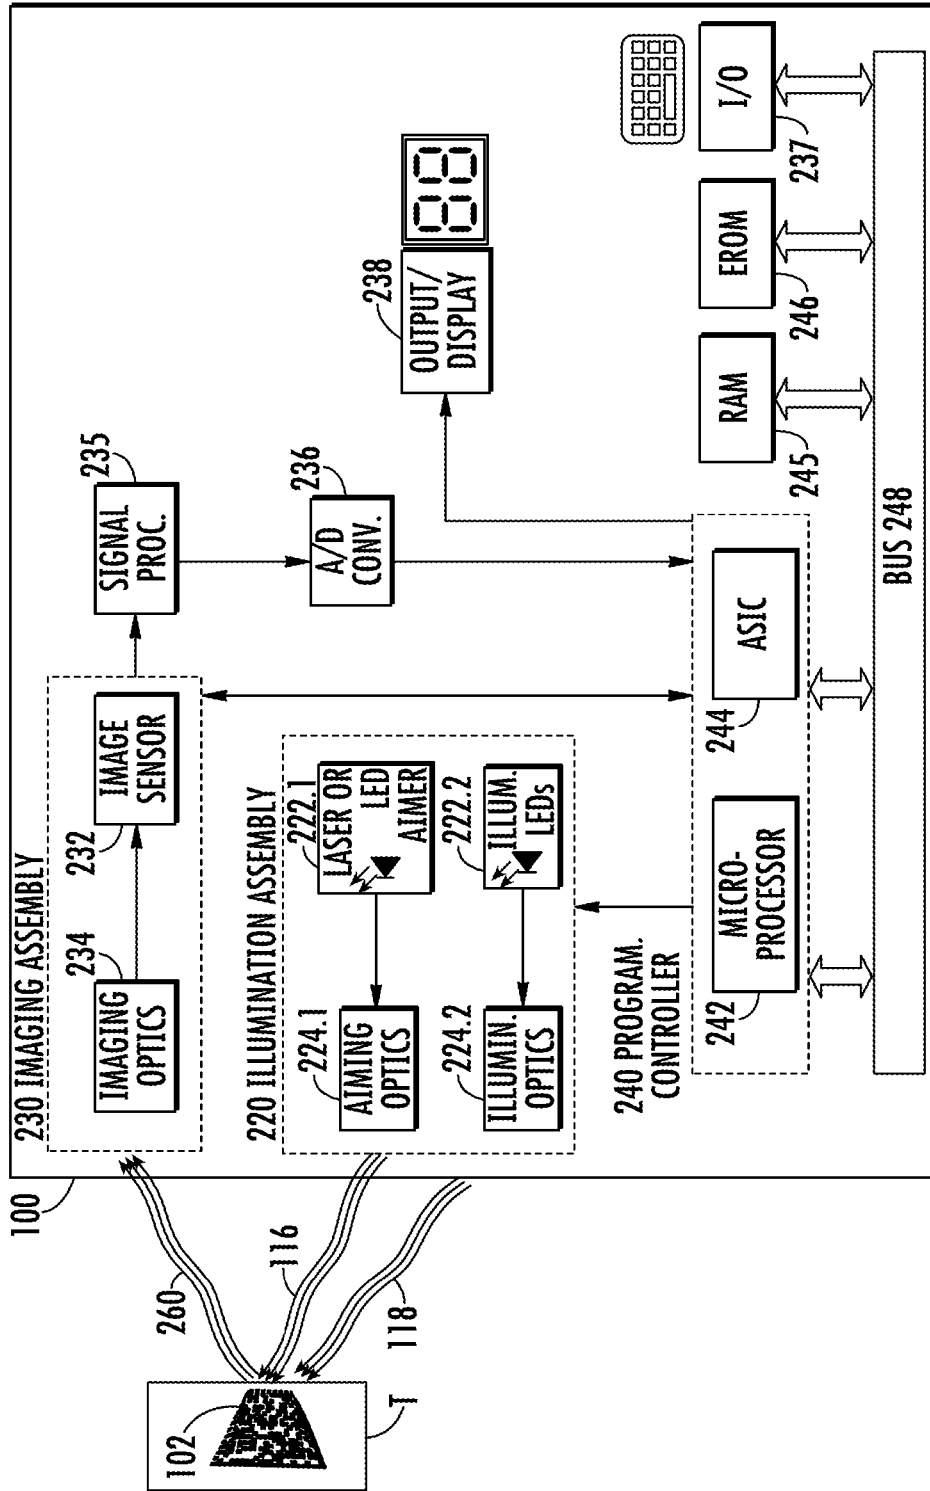 100
230 IMAGING ASSEMBLY
234
IMAGING
OPTICS
232
IMAGE
SENSOR
235
SIGNAL
PROC.
236
A/D
CONV.
238
OUTPUT/
DISPLAY
88
220 ILLUMINATION ASSEMBLY
222.1
LASER OR
LED
AIMER
224.1
AIMING
OPTICS
222.2
ILLUM.
LEDs
224.2
ILLUMIN.
OPTICS
240 PROGRAM.
CONTROLLER
242
MICRO-
PROCESSOR
244
ASIC
245
RAM
246
EROM
237
I/O
BUS 248
260
116
118
102
T